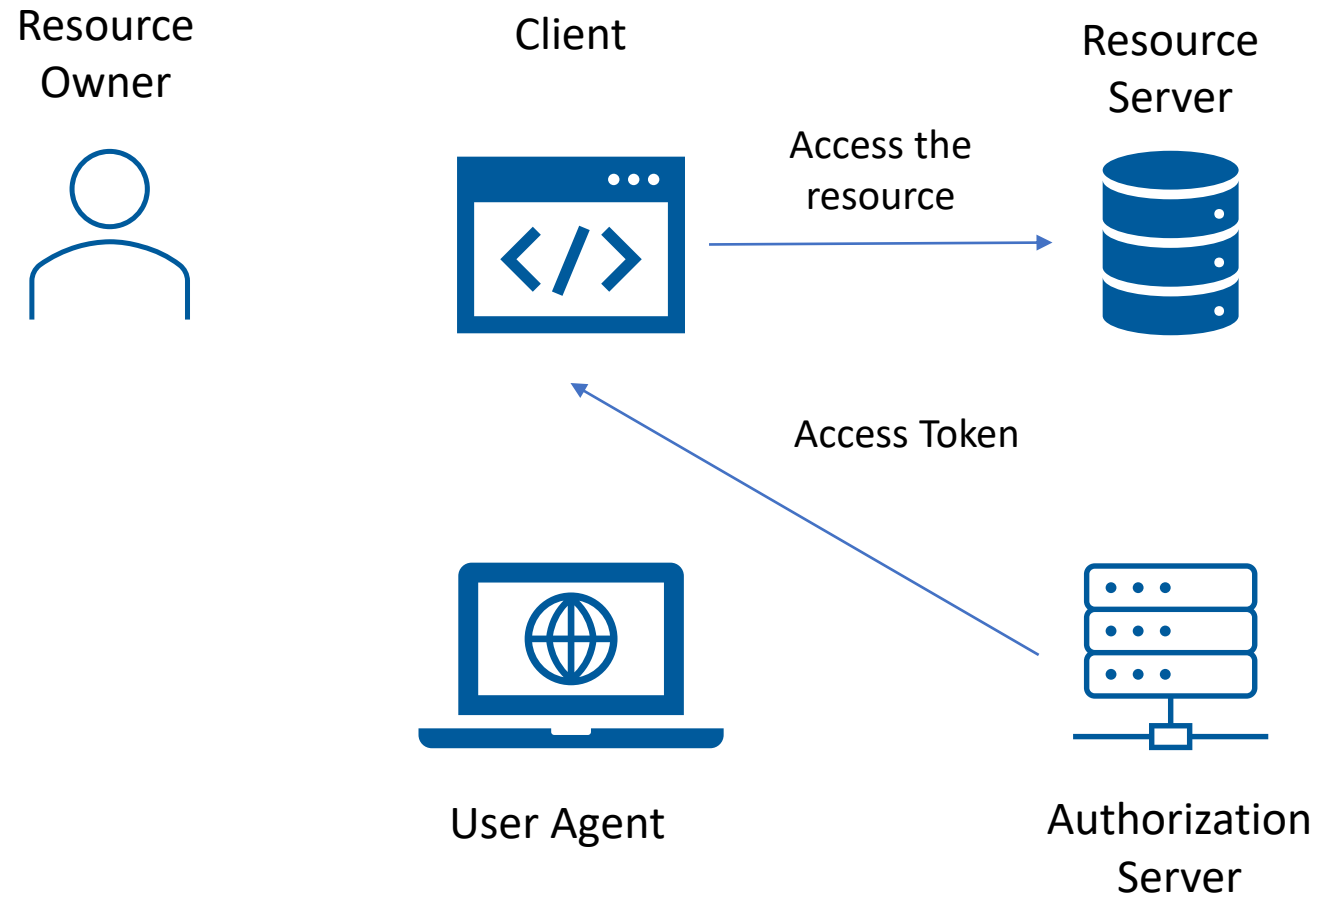 Resource
Owner
Client
Resource
Server
Access the
resource
</>
Access Token
User Agent
Authorization
Server